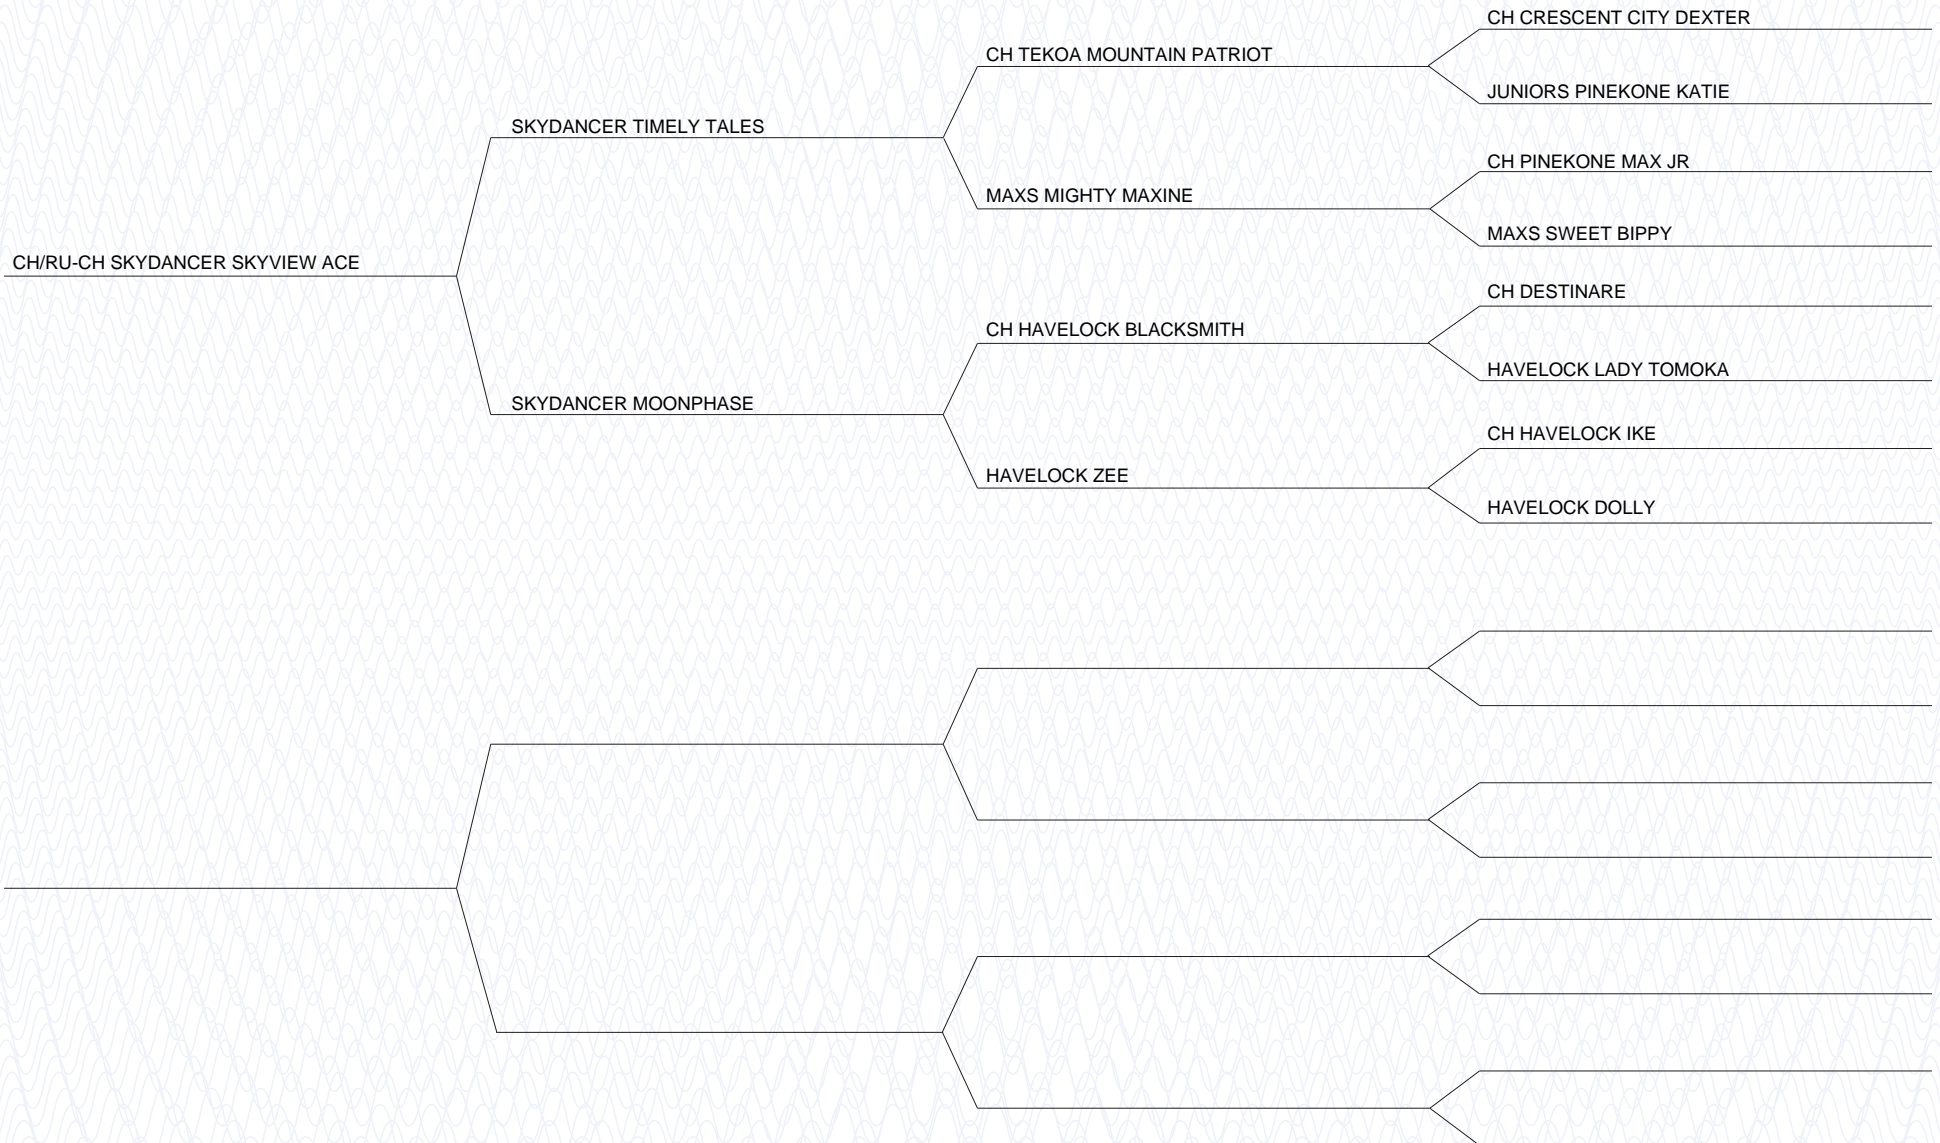 CH CRESCENT CITY DEXTER
CH TEKOA MOUNTAIN PATRIOT
JUNIORS PINEKONE KATIE
SKYDANCER TIMELY TALES
CH PINEKONE MAX JR
MAXS MIGHTY MAXINE
MAXS SWEET BIPPY
CH/RU-CH SKYDANCER SKYVIEW ACE
CH DESTINARE
CH HAVELOCK BLACKSMITH
HAVELOCK LADY TOMOKA
SKYDANCER MOONPHASE
CH HAVELOCK IKE
HAVELOCK ZEE
HAVELOCK DOLLY